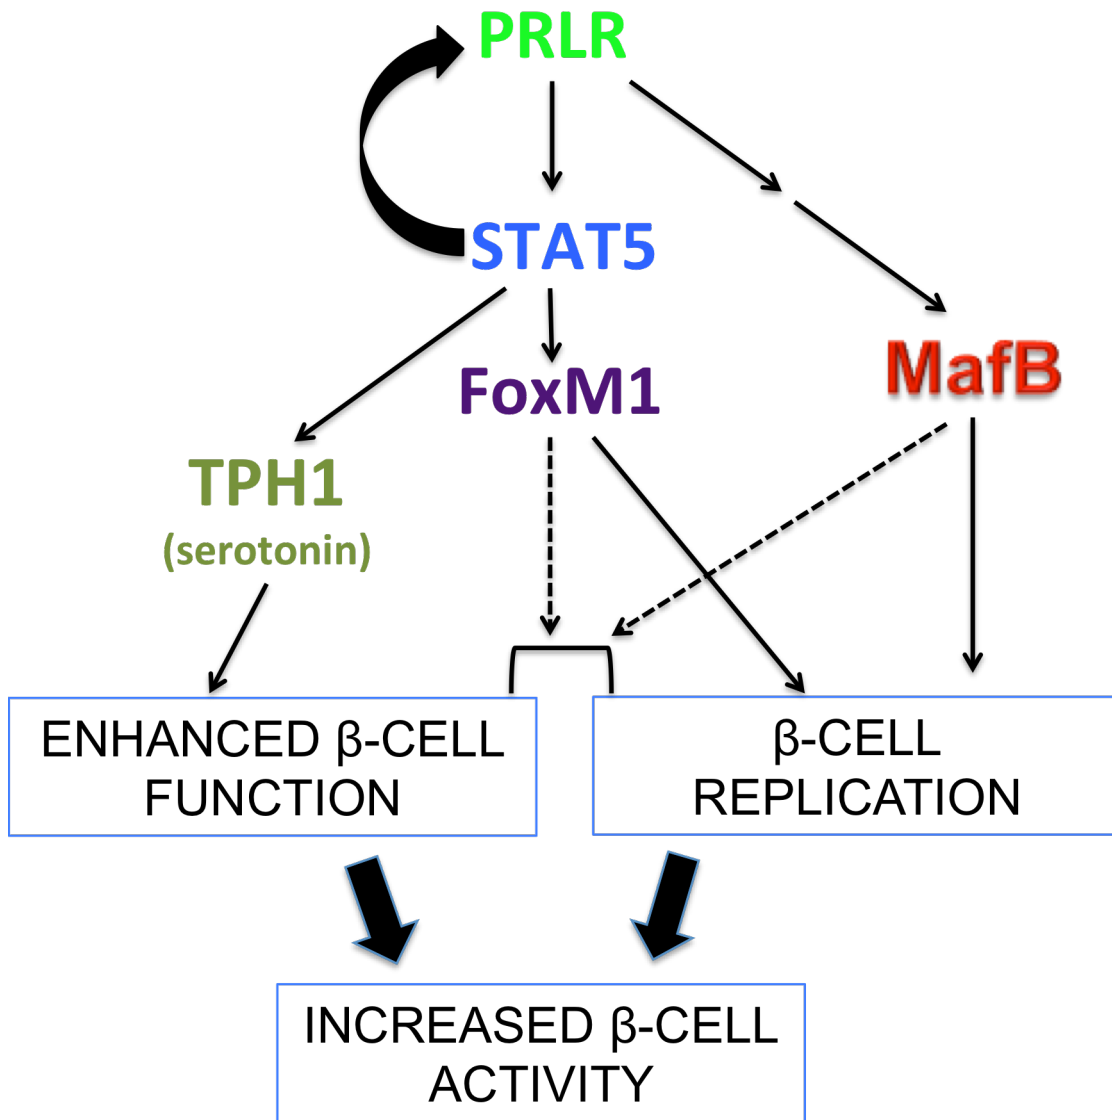 PRLR
STAT5
FoxM1
MafB
TPH1
(serotonin)
ENHANCED β-CELL
FUNCTION
β-CELL
REPLICATION
INCREASED β-CELL
ACTIVITY